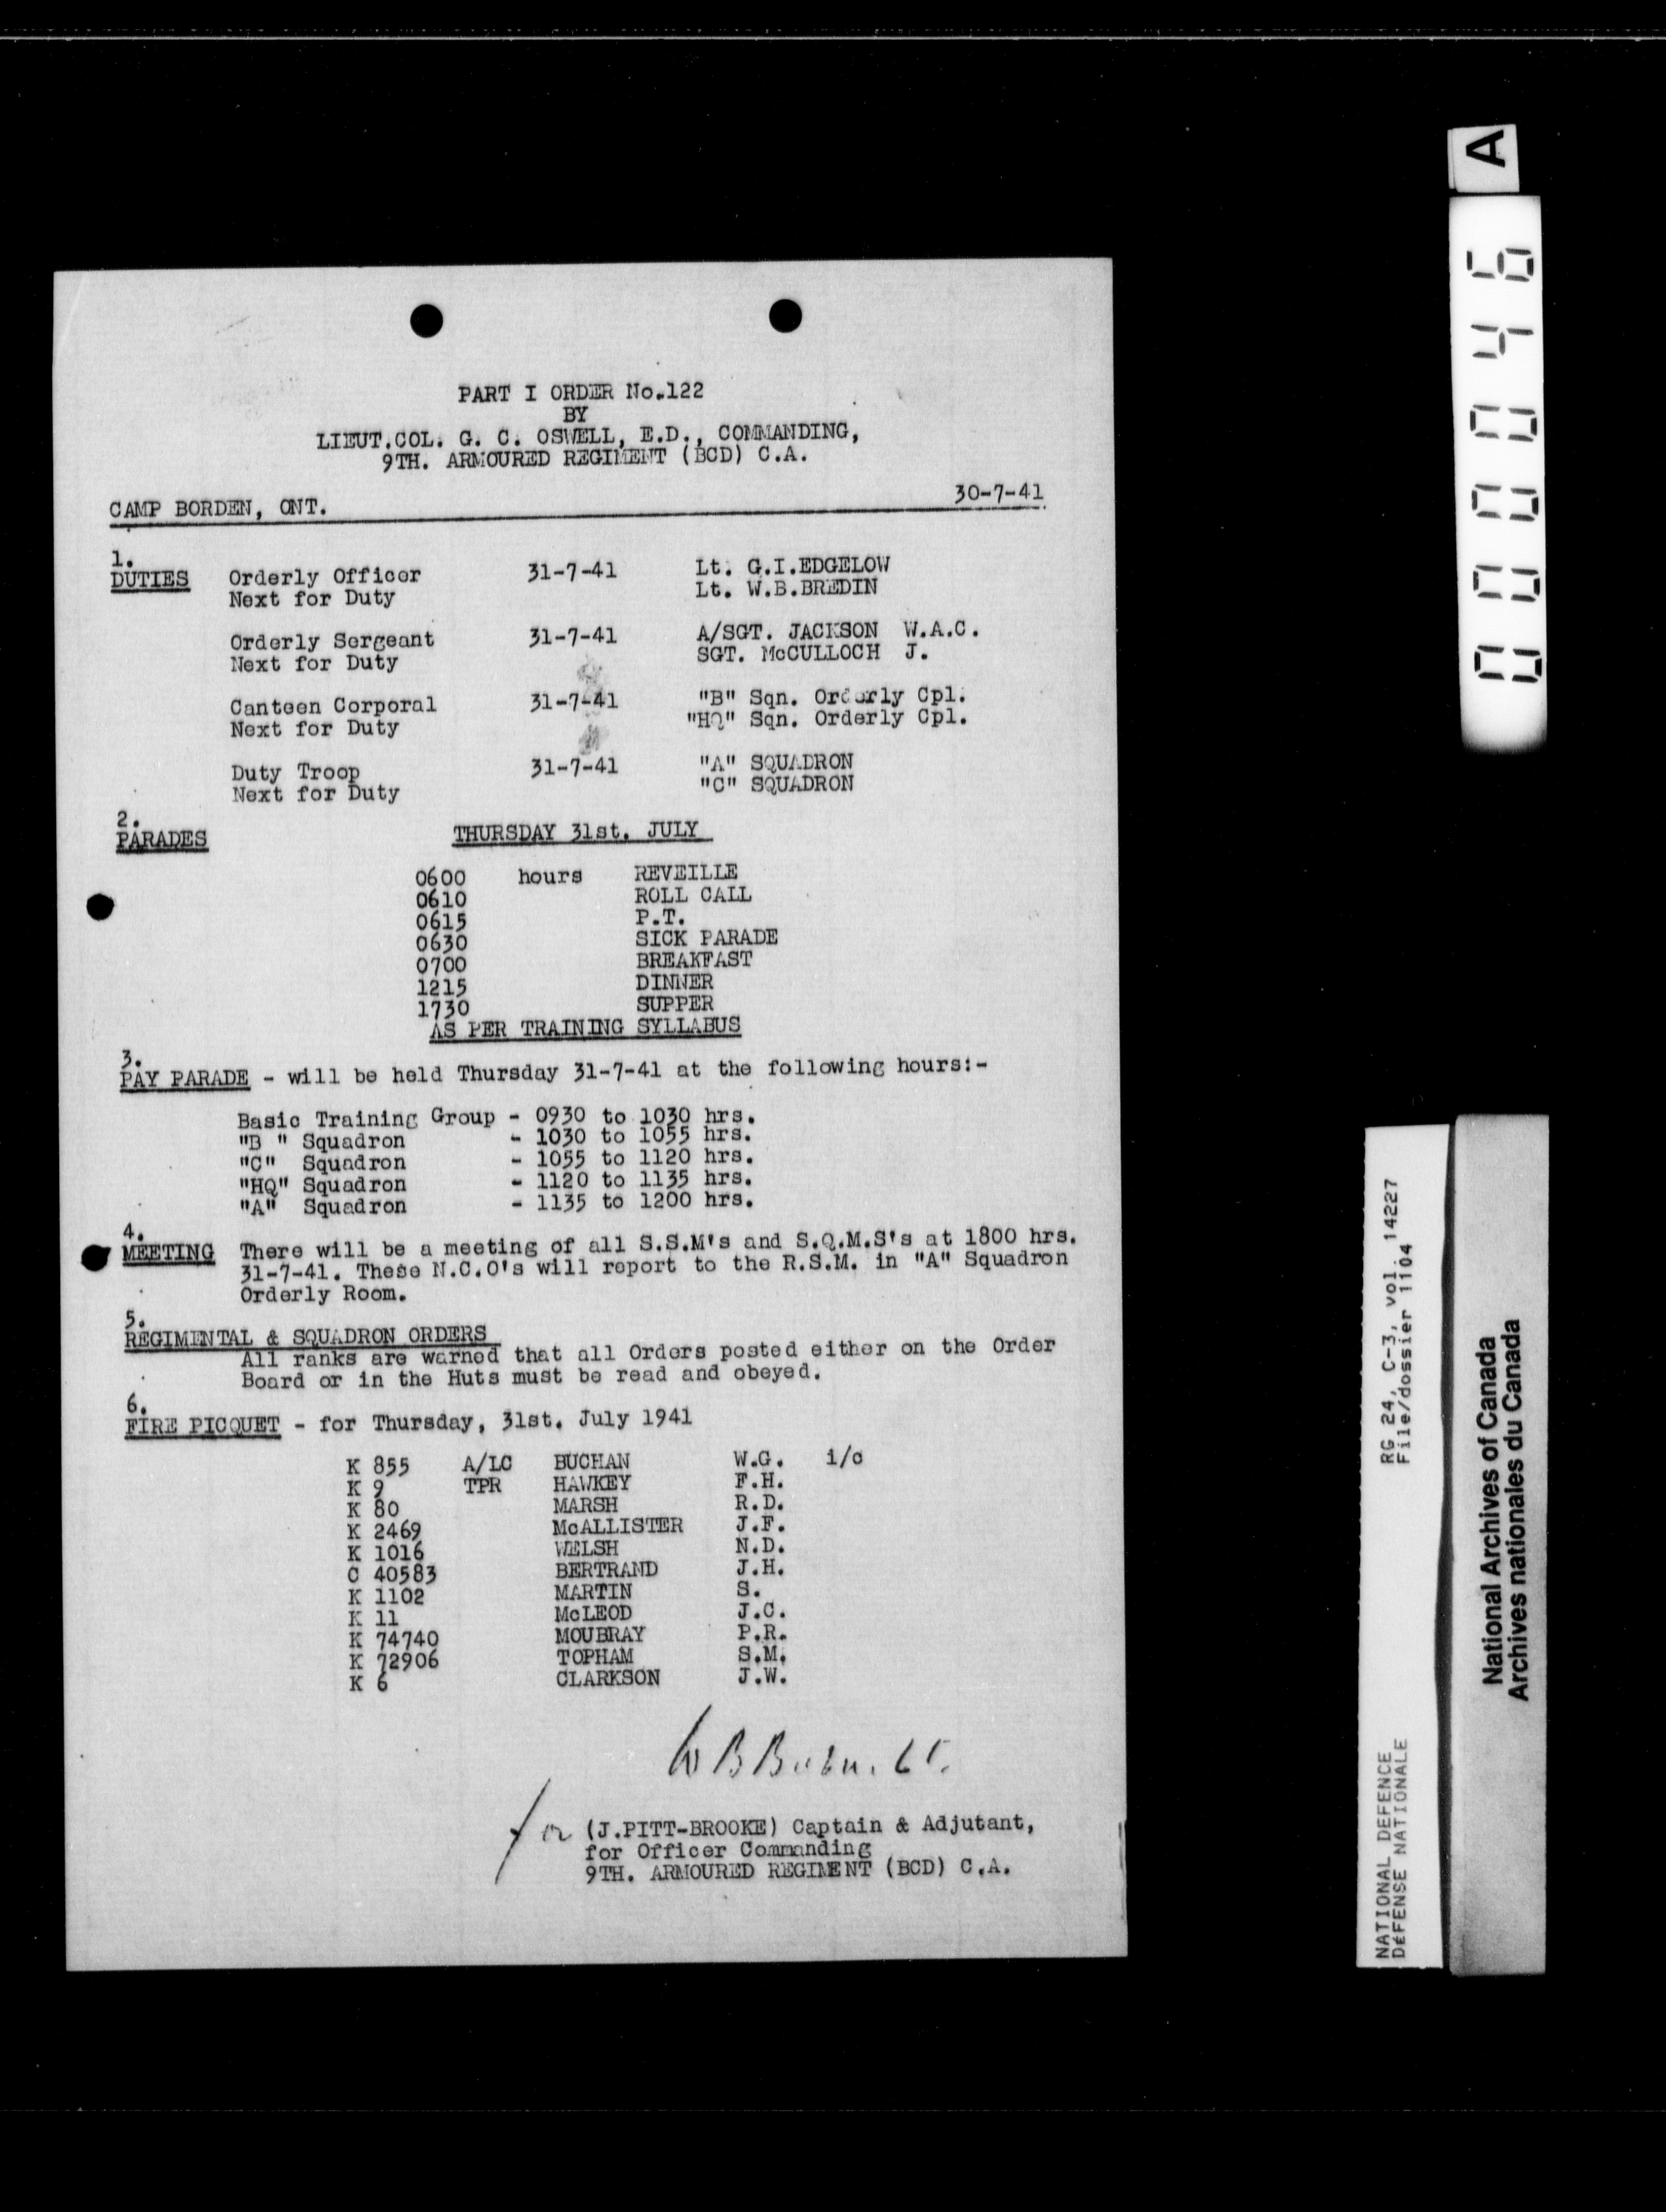 PART I ORDER No.122
BY
LIEUT.COL. G. C. OSWELL, E.D., COMMANDING,
9TH. ARMOURED REGIMENT (BCD) C.A.
CAMP BORDEN, ONT. 30-7-41
1.
DUTIES Orderly Officer 31-7-41 Lt. G.I.EDGELOW
Next for Duty Lt. W.B.BREDIN
Orderly Sergeant 31-7-41 A/SGT. JACKSON W.A.C.
Next for Duty SGT. McCULLOCH J.
Canteen Corporal 31-7-41 "B" Sqn. Orderly Cpl.
Next for Duty "HQ" Sqn. Orderly Cpl.
Duty Troop 31-7-41 "A" SQUADRON
Next for Duty "C" SQUADRON
2.
PARADES THURSDAY 31st. JULY
0600 hours REVEILLE
0610 ROLL CALL
0615 P.T.
0630 SICK PARADE
0700 BREAKFAST
1215 DINNER
1730 SUPPER
AS PER TRAINING SYLLABUS
3.
PAY PARADE - will be held Thursday 31-7-41 at the following hours:-
Basic Training Group - 0930 to 1030 hrs.
"B " Squadron - 1030 to 1055 hrs.
"C" Squadron - 1055 to 1120 hrs.
"HQ" Squadron - 1120 to 1135 hrs.
"A" Squadron - 1135 to 1200 hrs.
4.
MEETING There will be a meeting of all S.S.M's and S.Q.M.S's at 1800 hrs.
31-7-41. These N.C.O's will report to the R.S.M. in "A" Squadron
Orderly Room.
5.
REGIMENTAL & SQUADRON ORDERS
All ranks are warned that all Orders posted either on the Order
Board or in the Huts must be read and obeyed.
6.
FIRE PICQUET - for Thursday, 31st. July 1941
K 855 A/LC BUCHAN W.G. i/c
K 9 TPR HAWKEY F.H.
K 80 MARSH R.D.
K 2469 McALLISTER J.F.
K 1016 WELSH N.D.
C 40583 BERTRAND J.H.
K 1102 MARTIN S.
K 11 McLEOD J.C.
K 74740 MOUBRAY P.R.
K 72906 TOPHAM S.M.
K 6 CLARKSON J.W.
W B Lt.
for (J.PITT-BROOKE) Captain & Adjutant,
for Officer Commanding
9TH. ARMOURED REGIMENT (BCD) C.A.
A
000046
RG 24, C-3, vol. 14227
File/dossier 1104
NATIONAL DEFENCE
DÉFENSE NATIONALE
National Archives of Canada
Archives nationales du Canada